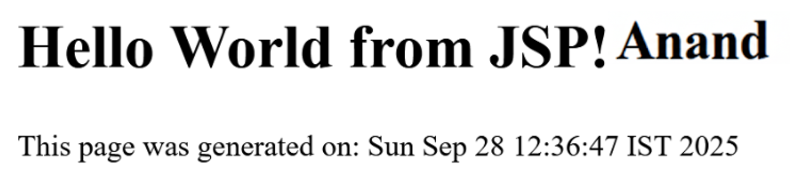 Hello World from JSP! Anand
This page was generated on: Sun Sep 28 12:36:47 IST 2025